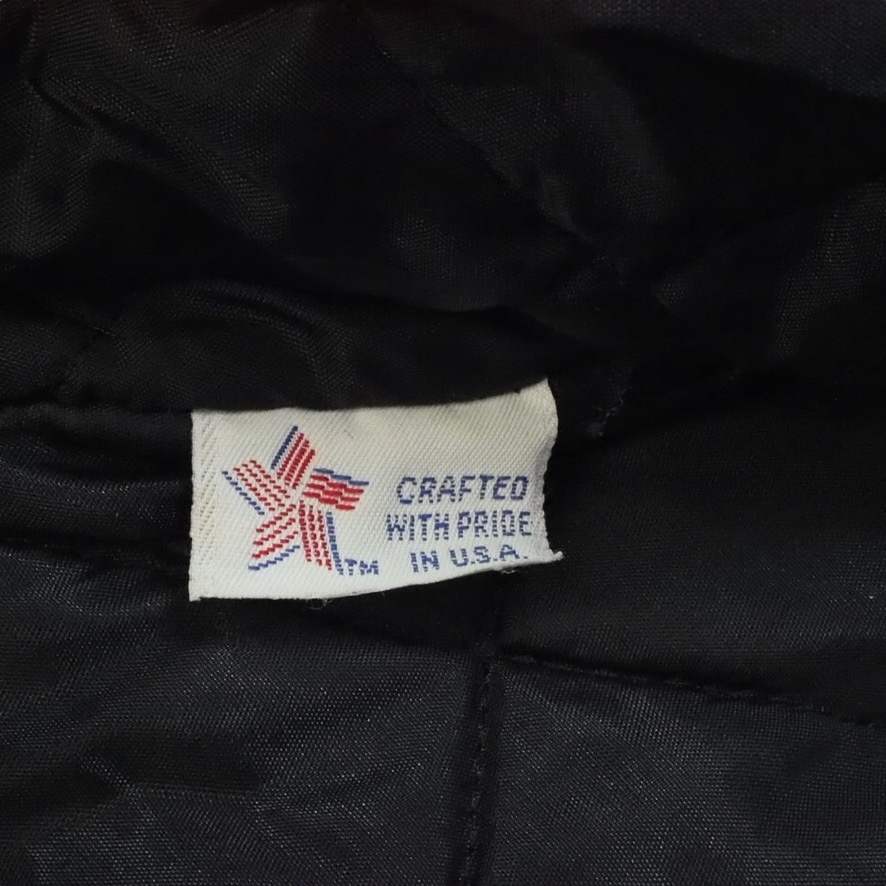 CRAFTED
WITH PRIDE
IN U.S.A.
TM